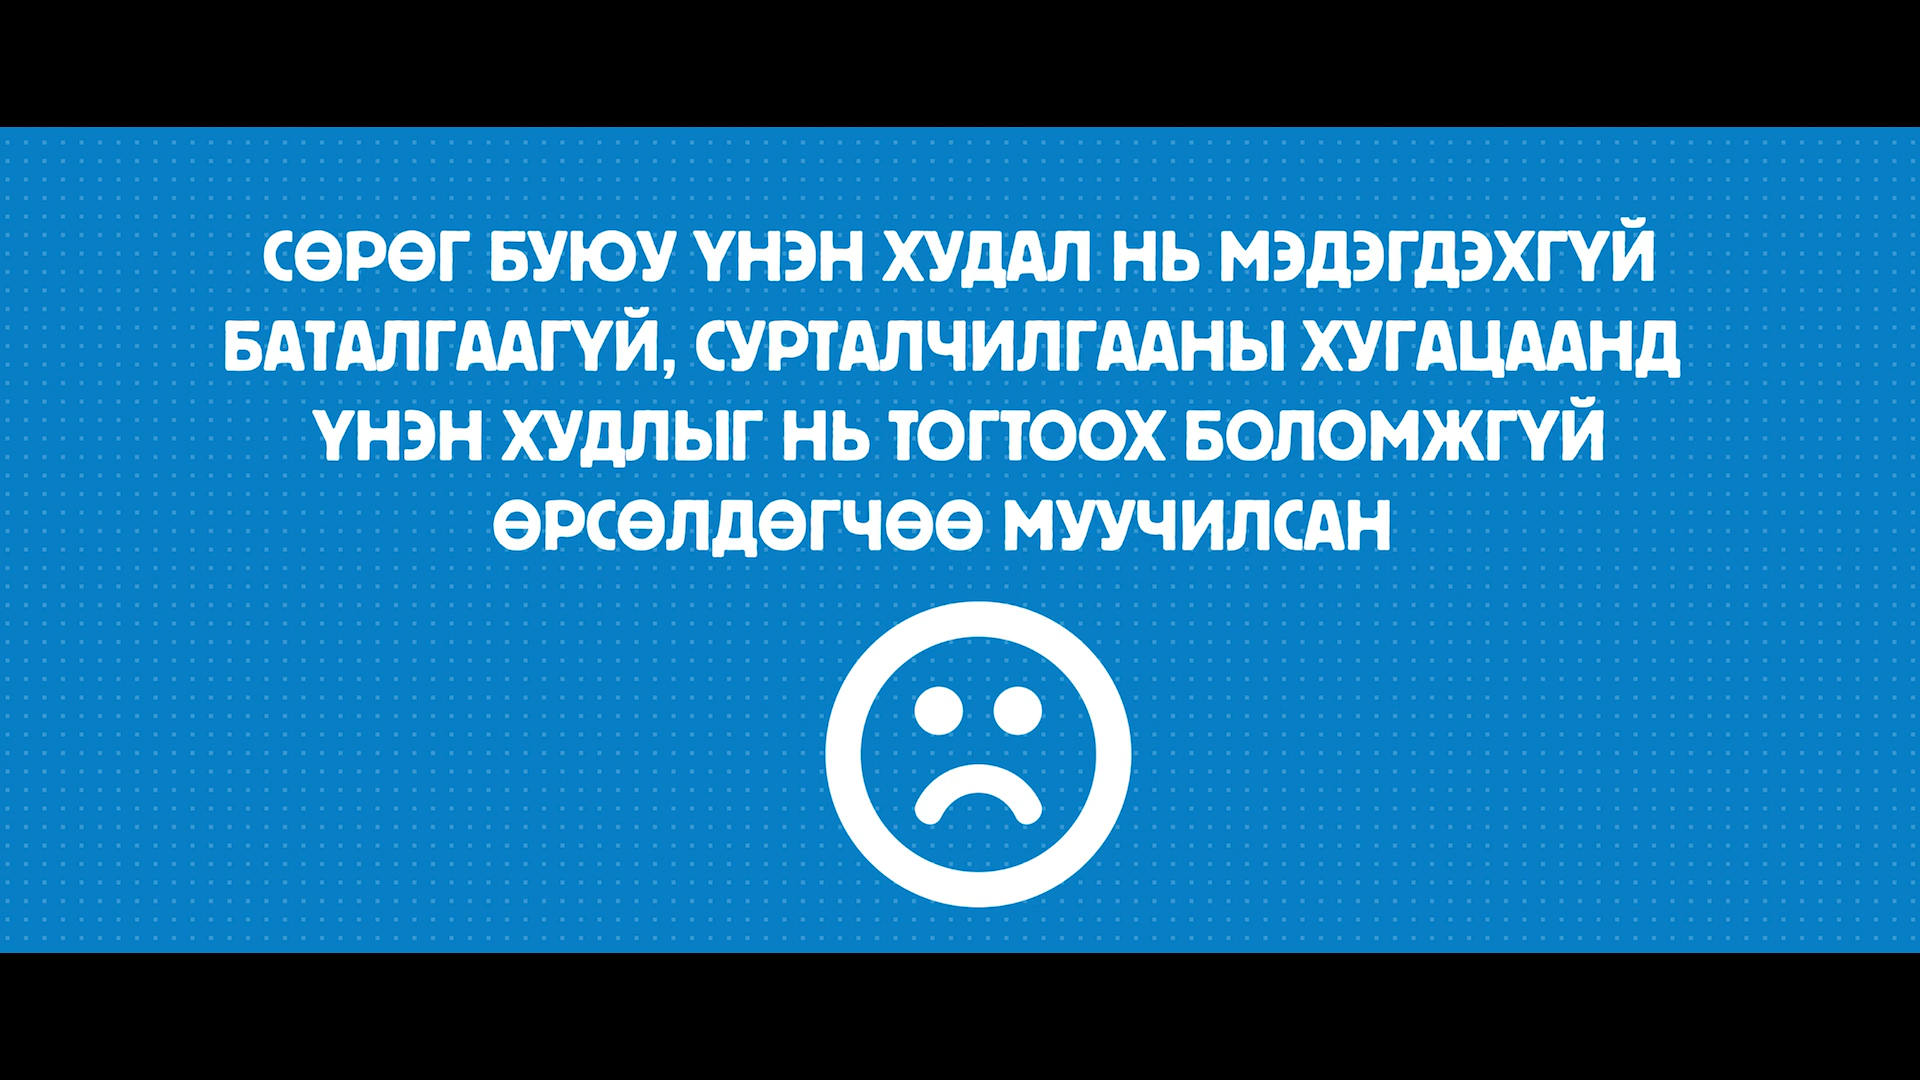 СӨРӨГ БУЮУ ҮНЭН ХУДАЛ НЬ МЭДЭГДЭХГҮЙ
БАТАЛГААГҮЙ, СУРТАЛЧИЛГААНЫ ХУГАЦААНД
ҮНЭН ХУДЛЫГ НЬ ТОГТООХ БОЛОМЖГҮЙ
ӨРСӨЛДӨГЧӨӨ МУУЧИЛСАН